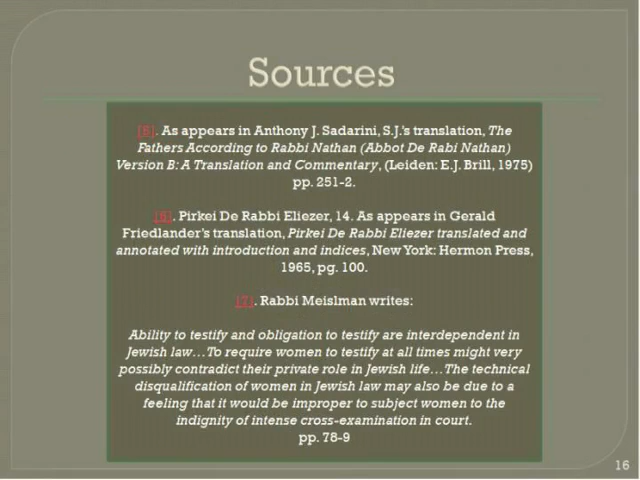 Sources
[5]. As appears in Anthony J. Sadarini, S.J.'s translation, The
Fathers According to Rabbi Nathan (Abbot De Rabi Nathan)
Version B: A Translation and Commentary, (Leiden: E.J. Brill, 1975)
pp. 251-2.
[6]. Pirkei De Rabbi Eliezer, 14. As appears in Gerald
Friedlander's translation, Pirkei De Rabbi Eliezer translated and
annotated with introduction and indices, New York: Hermon Press,
1965, pg. 100.
[7]. Rabbi Meislman writes:
Ability to testify and obligation to testify are interdependent in
Jewish law…To require women to testify at all times might very
possibly contradict their private role in Jewish life…The technical
disqualification of women in Jewish law may also be due to a
feeling that it would be improper to subject women to the
indignity of intense cross-examination in court.
pp. 78-9
16